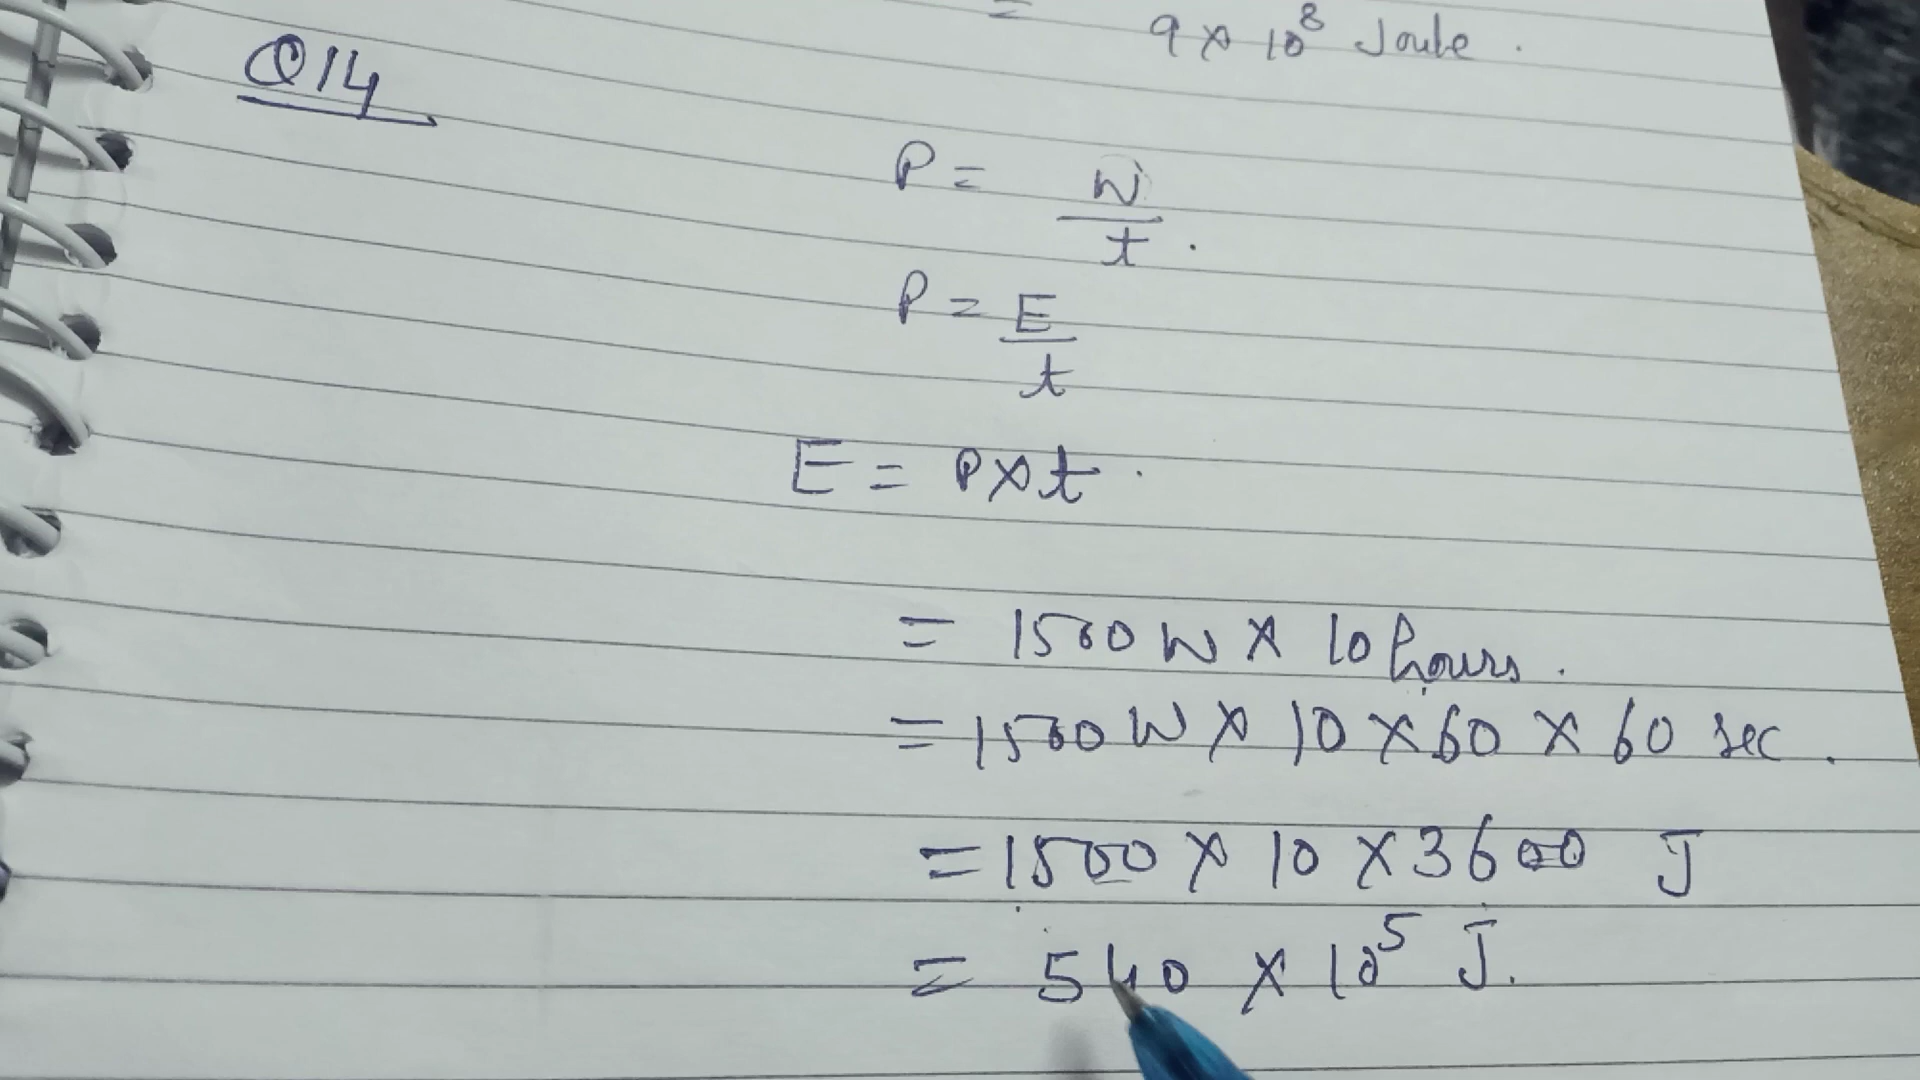 = 9 × 10⁸ Joule.
Q14
P = W/t.
P = E/t
E = P×t.
= 1500 W × 10 hours.
= 1500 W × 10 × 60 × 60 sec.
= 1500 × 10 × 3600 J
= 540 × 10⁵ J.